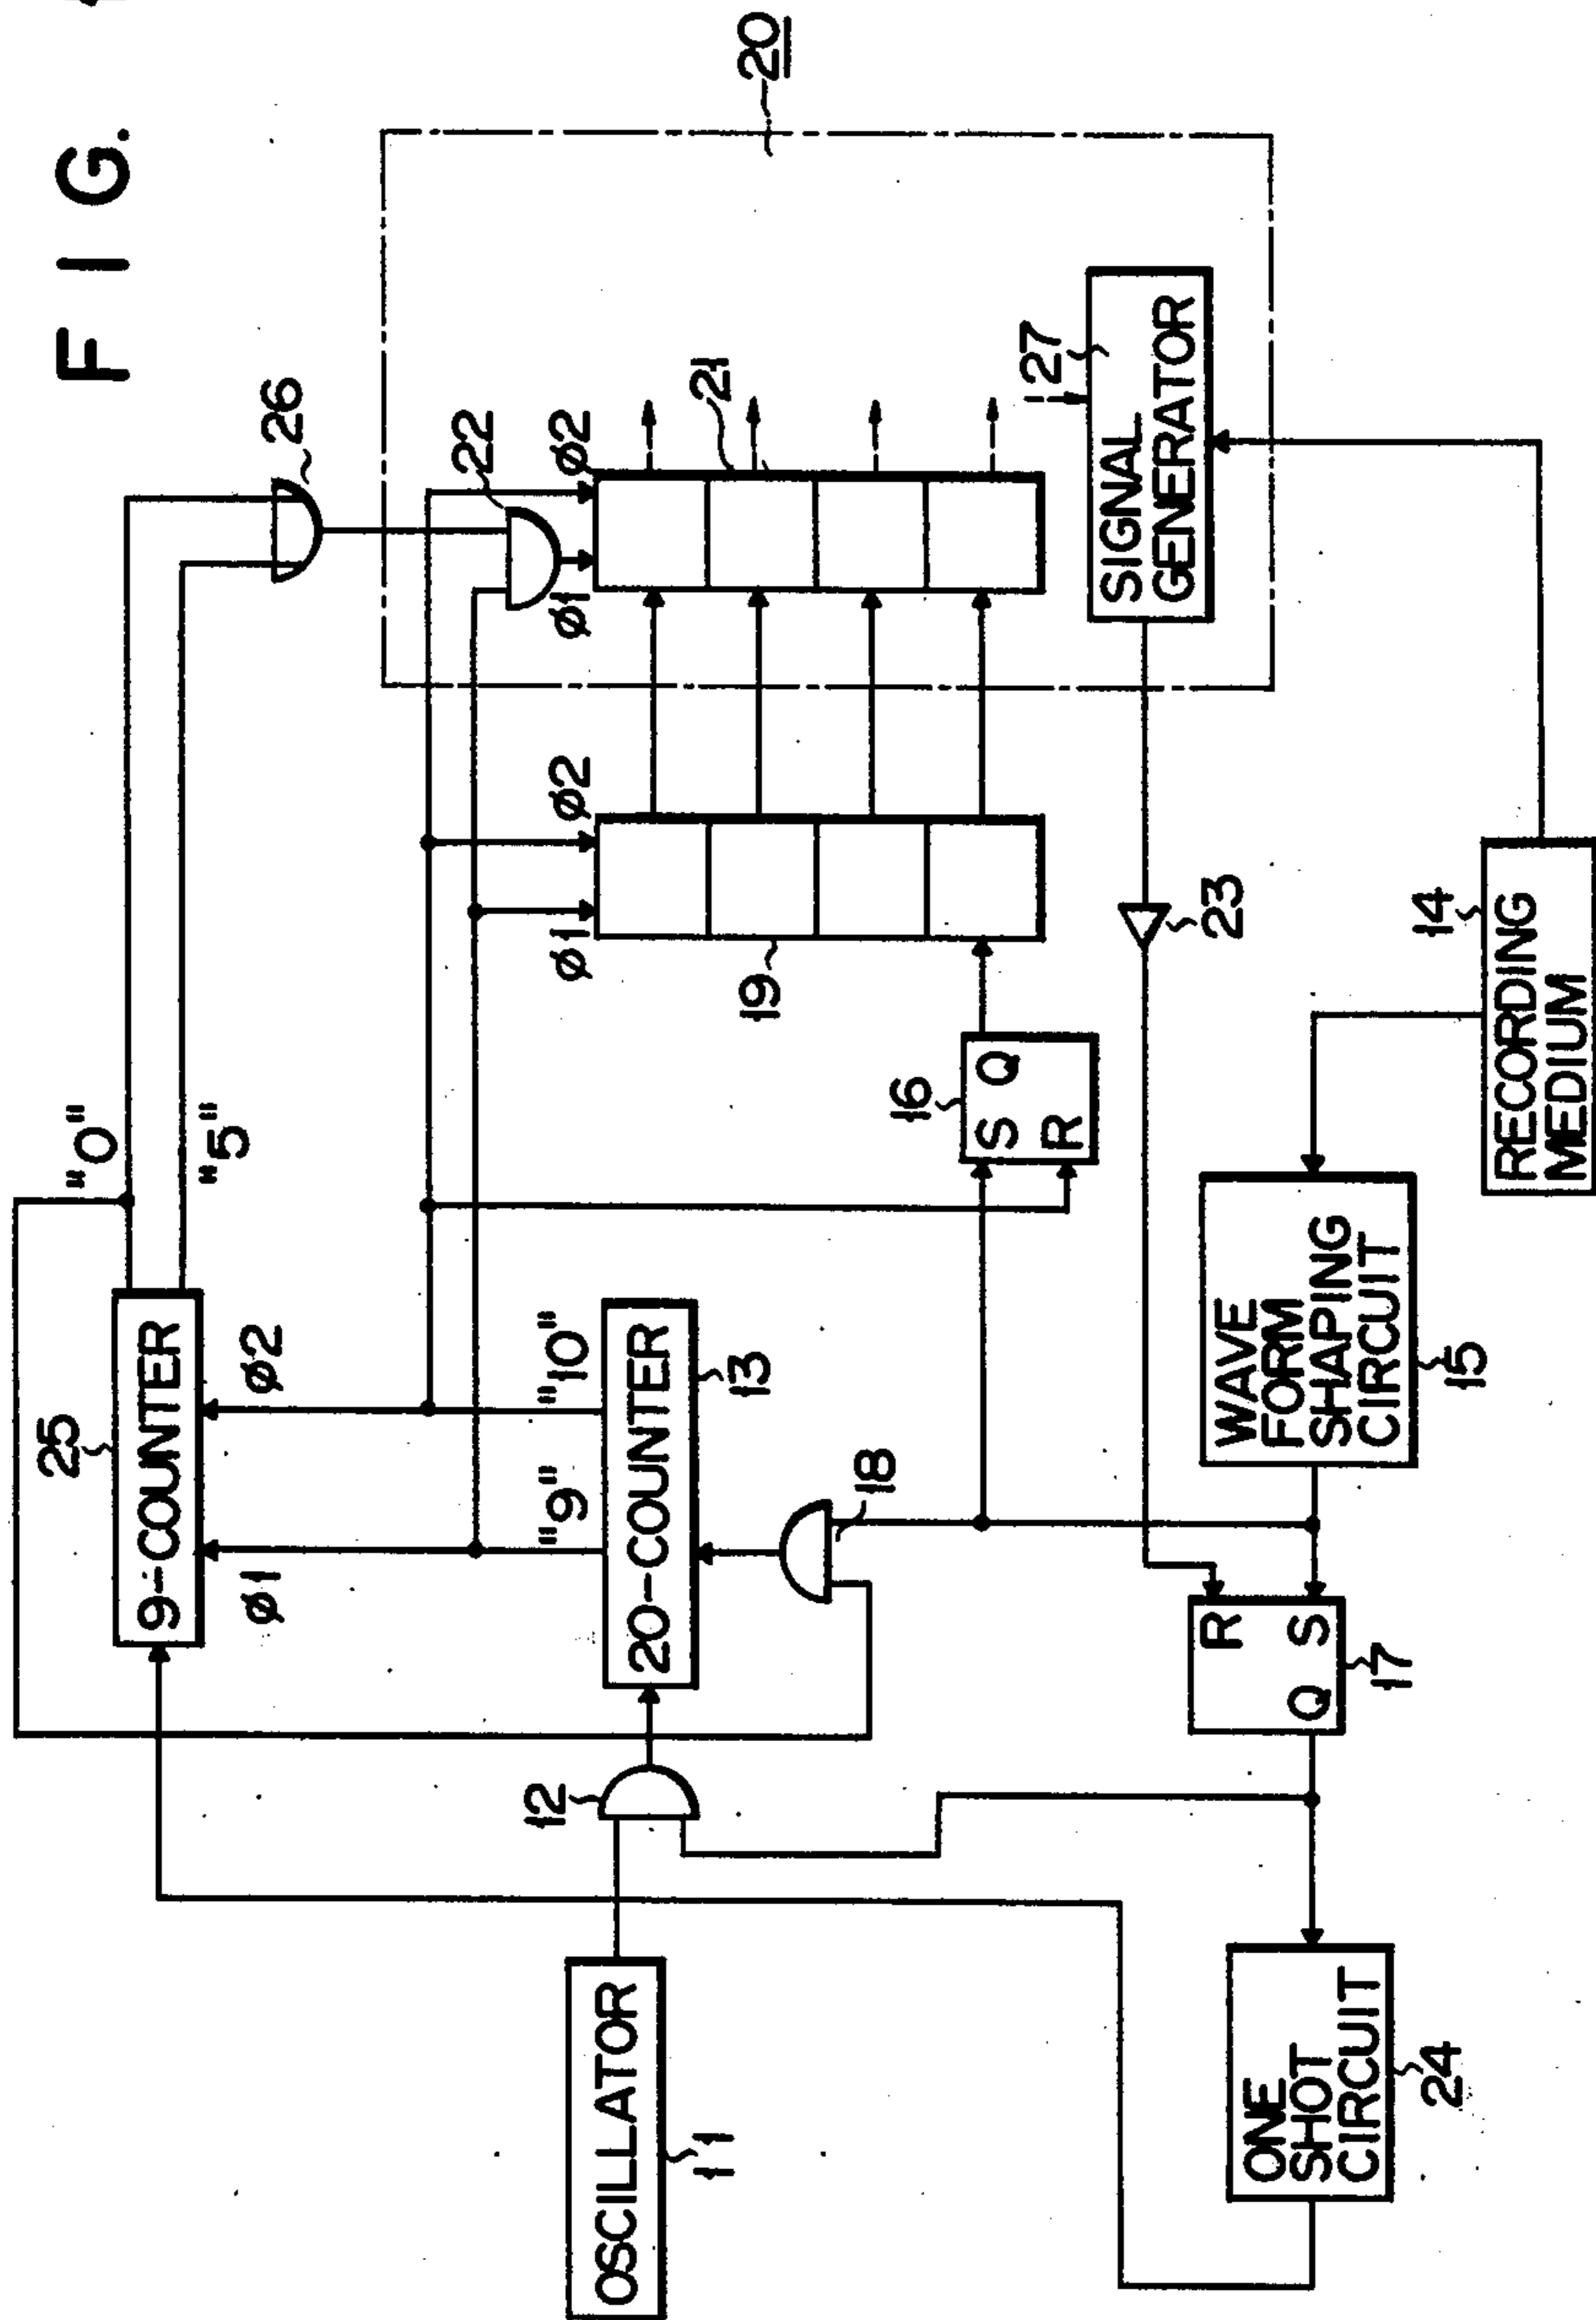 FIG.
"0"
"5"
26
25
9-COUNTER
ø1
ø2
20
22
"9"
"10"
ø1
ø2
ø1
ø2
21
12
OSCILLATOR
11
20-COUNTER
13
19
27
SIGNAL
GENERATOR
18
16
S Q
R
23
R
Q S
17
ONE
SHOT
CIRCUIT
24
WAVE
FORM
SHAPING
CIRCUIT
15
14
RECORDING
MEDIUM